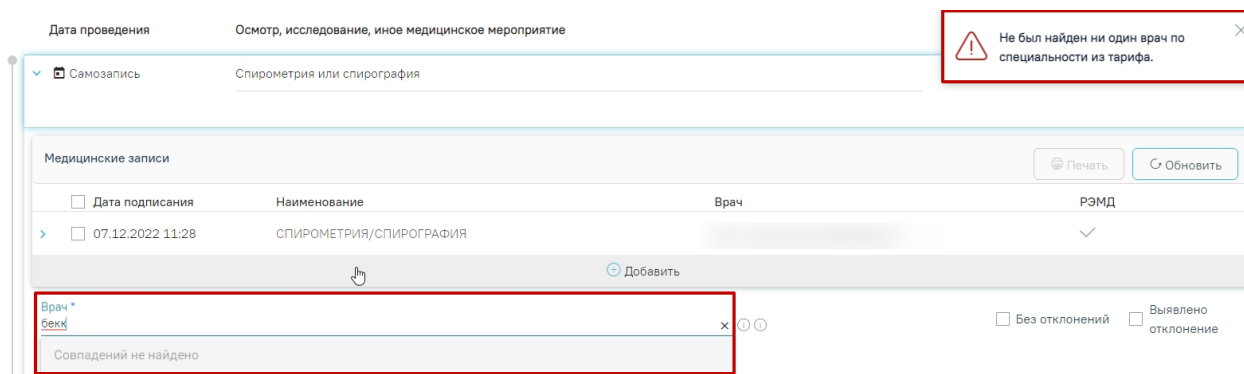 Дата проведения Осмотр, исследование, иное медицинское мероприятие
Не был найден ни один врач по
специальности из тарифа.
Самозапись Спирометрия или спирография
Медицинские записи Печать Обновить
Дата подписания Наименование Врач РЭМД
07.12.2022 11:28 СПИРОМЕТРИЯ/СПИРОГРАФИЯ
Добавить
Врач *
бекк
Без отклонений Выявлено
отклонение
Совпадений не найдено